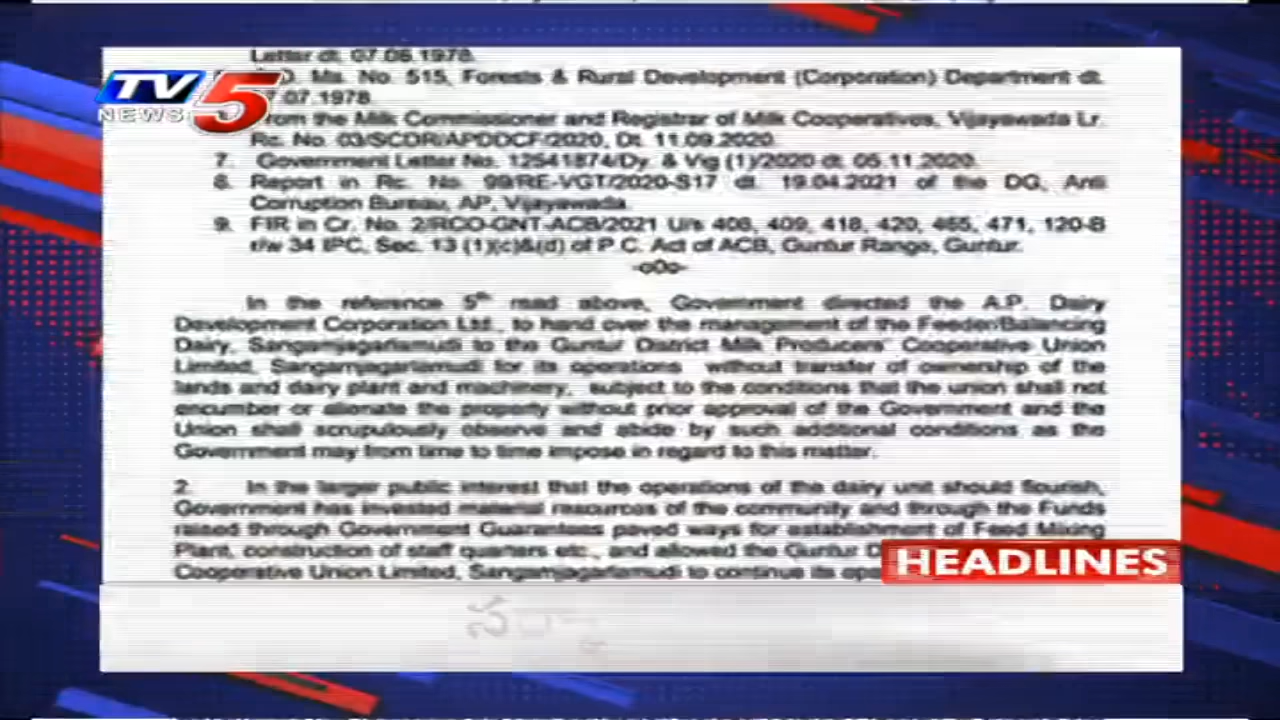 Letter dt. 07.06.1978.
Ms. No. 515, Forests & Rural Development (Corporation) Department dt.
7.07.1978
From the Milk Commissioner and Registrar of Milk Cooperatives, Vijayawada Lr.
Rc. No. 03/SCDR/APDDCF/2020, Dt. 11.09.2020.
7. Government Letter No. 12541874/Dy. & Vig (1)/2020 dt. 05.11.2020.
8. Report in Rc. No. 99/RE-VGT/2020-S17 dt. 19.04.2021 of the DG, Anti
Corruption Bureau, AP, Vijayawada.
9. FIR in Cr. No. 2/RCO-GNT-ACB/2021 U/s 408, 409, 418, 420, 465, 471, 120-B
r/w 34 IPC, Sec. 13 (1)(c)&(d) of P.C. Act of ACB, Guntur Range, Guntur.
-o0o-
In the reference 5th read above, Government directed the A.P. Dairy
Development Corporation Ltd., to hand over the management of the Feeder/Balancing
Dairy, Sangamjagarlamudi to the Guntur District Milk Producers' Cooperative Union
Limited, Sangamjagarlamudi for its operations without transfer of ownership of the
lands and dairy plant and machinery, subject to the conditions that the union shall not
encumber or alienate the property without prior approval of the Government and the
Union shall scrupulously observe and abide by such additional conditions as the
Government may from time to time impose in regard to this matter.
2. In the larger public interest that the operations of the dairy unit should flourish,
Government has invested material resources of the community and through the Funds
raised through Government Guarantees paved ways for establishment of Feed Mixing
Plant, construction of staff quarters etc., and allowed the Guntur D
Cooperative Union Limited, Sangamjagarlamudi to continue its ope
TV5
NEWS
HEADLINES